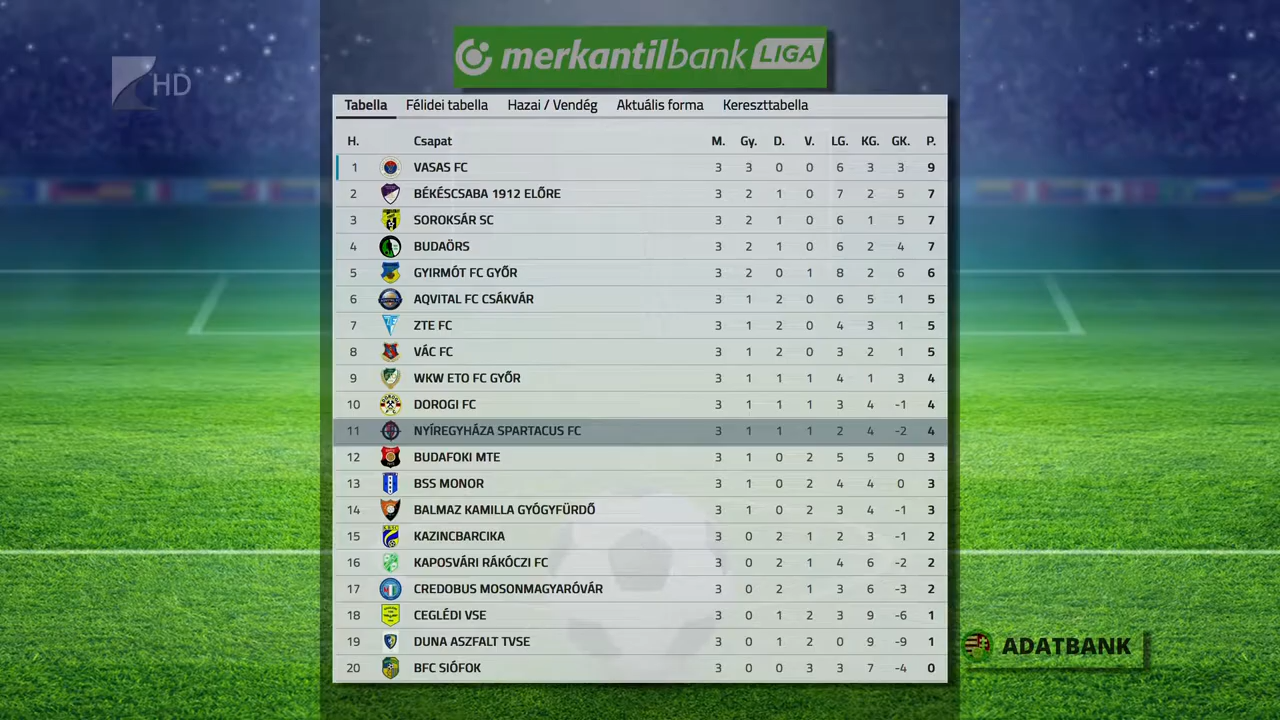 merkantilbank LIGA
HD
Tabella Félidei tabella Hazai / Vendég Aktuális forma Kereszttabella
H. Csapat M. Gy. D. V. LG. KG. GK. P.
1 VASAS FC 3 3 0 0 6 3 3 9
2 BÉKÉSCSABA 1912 ELŐRE 3 2 1 0 7 2 5 7
3 SOROKSÁR SC 3 2 1 0 6 1 5 7
4 BUDAÖRS 3 2 1 0 6 2 4 7
5 GYIRMÓT FC GYŐR 3 2 0 1 8 2 6 6
6 AQVITAL FC CSÁKVÁR 3 1 2 0 6 5 1 5
7 ZTE FC 3 1 2 0 4 3 1 5
8 VÁC FC 3 1 2 0 3 2 1 5
9 WKW ETO FC GYŐR 3 1 1 1 4 1 3 4
10 DOROGI FC 3 1 1 1 3 4 -1 4
11 NYÍREGYHÁZA SPARTACUS FC 3 1 1 1 2 4 -2 4
12 BUDAFOKI MTE 3 1 0 2 5 5 0 3
13 BSS MONOR 3 1 0 2 4 4 0 3
14 BALMAZ KAMILLA GYÓGYFÜRDŐ 3 1 0 2 3 4 -1 3
15 KAZINCBARCIKA 3 0 2 1 2 3 -1 2
16 KAPOSVÁRI RÁKÓCZI FC 3 0 2 1 4 6 -2 2
17 CREDOBUS MOSONMAGYARÓVÁR 3 0 2 1 3 6 -3 2
18 CEGLÉDI VSE 3 0 1 2 3 9 -6 1
19 DUNA ASZFALT TVSE 3 0 1 2 0 9 -9 1
20 BFC SIÓFOK 3 0 0 3 3 7 -4 0
ADATBANK